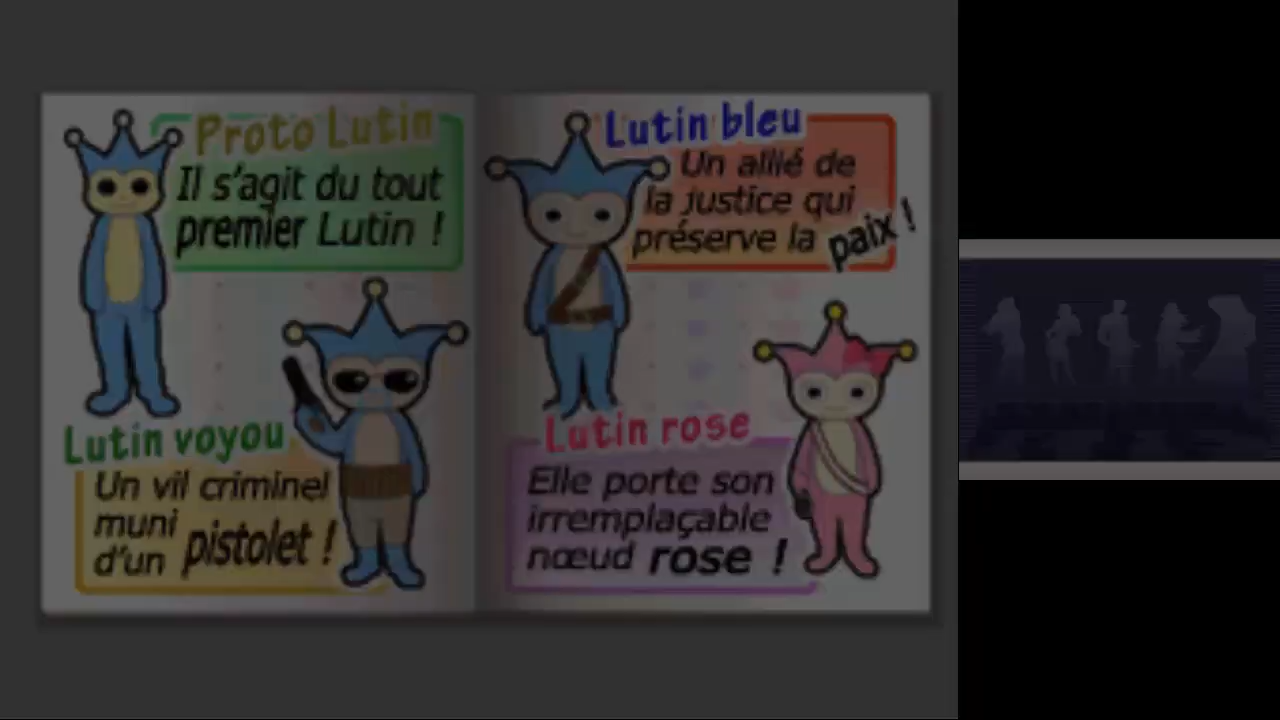 Proto Lutin
Il s'agit du tout
premier Lutin !
Lutin voyou
Un vil criminel
muni
d'un pistolet !
Lutin bleu
Un allié de
la justice qui
préserve la paix !
Lutin rose
Elle porte son
irremplaçable
nœud rose !